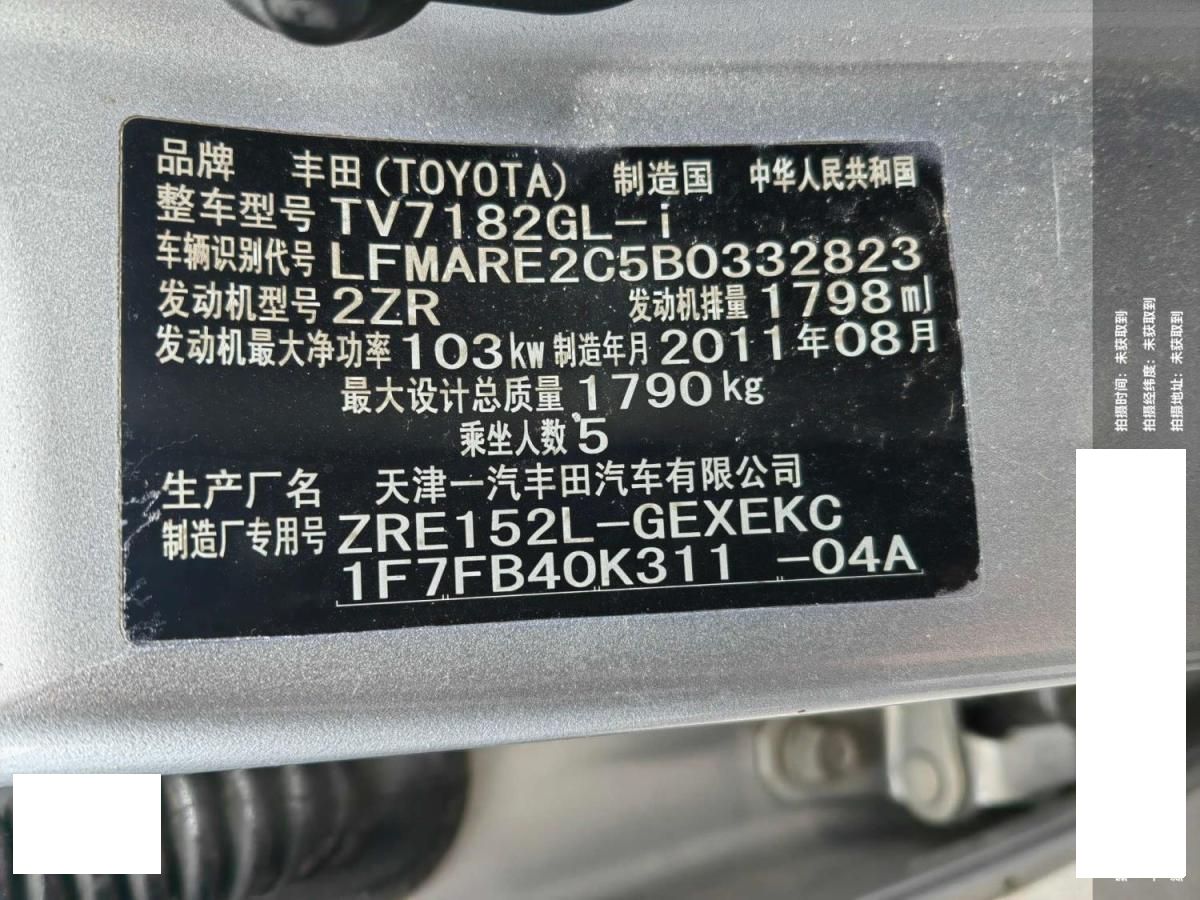 品牌 丰田(TOYOTA) 制造国 中华人民共和国
整车型号 TV7182GL-i
车辆识别代号 LFMARE2C5B0332823
发动机型号 2ZR 发动机排量 1798 ml
发动机最大净功率 103kw 制造年月 2011年08月
最大设计总质量 1790 kg
乘坐人数 5
生产厂名 天津一汽丰田汽车有限公司
制造厂专用号 ZRE152L-GEXEKC
1F7FB40K311 -04A
拍摄时间：未获取到
拍摄经纬度：未获取到
拍摄地址：未获取到